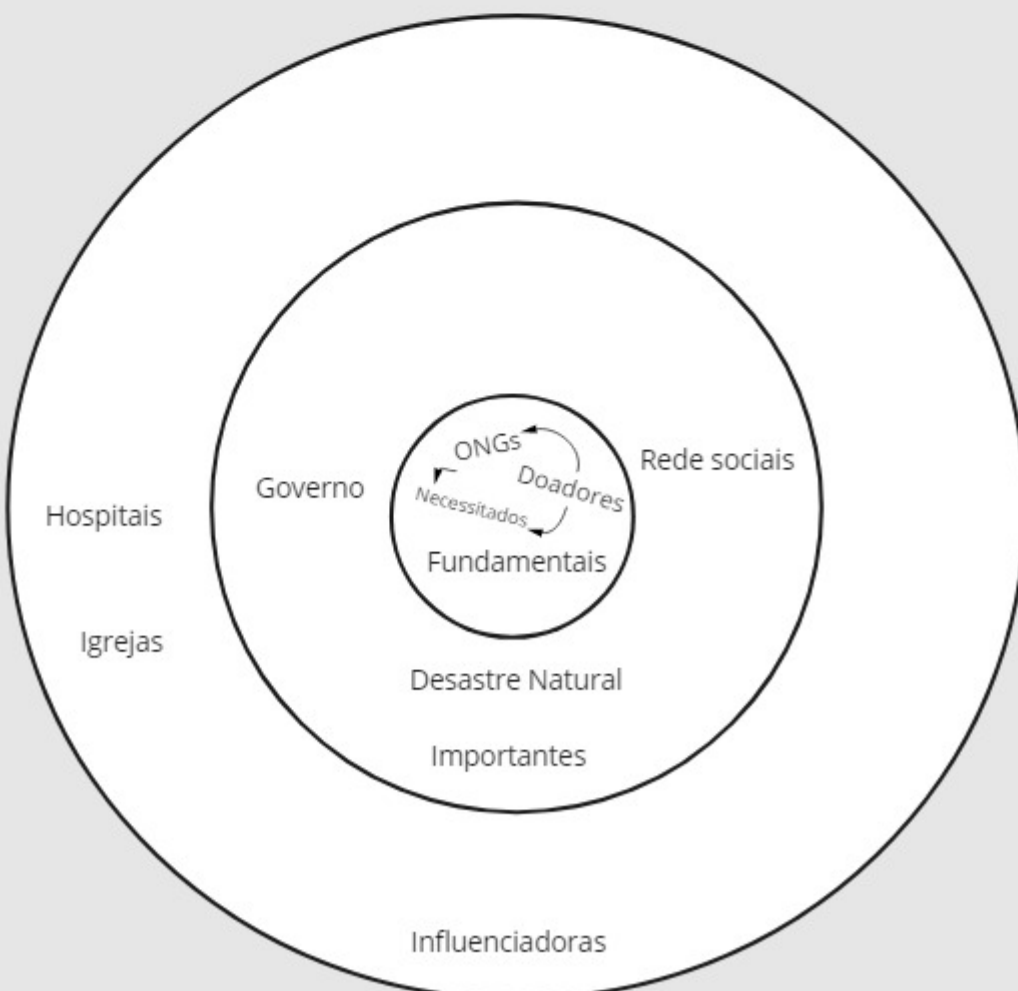 ONGs
Doadores
Necessitados
Fundamentais
Governo
Rede sociais
Hospitais
Igrejas
Desastre Natural
Importantes
Influenciadoras